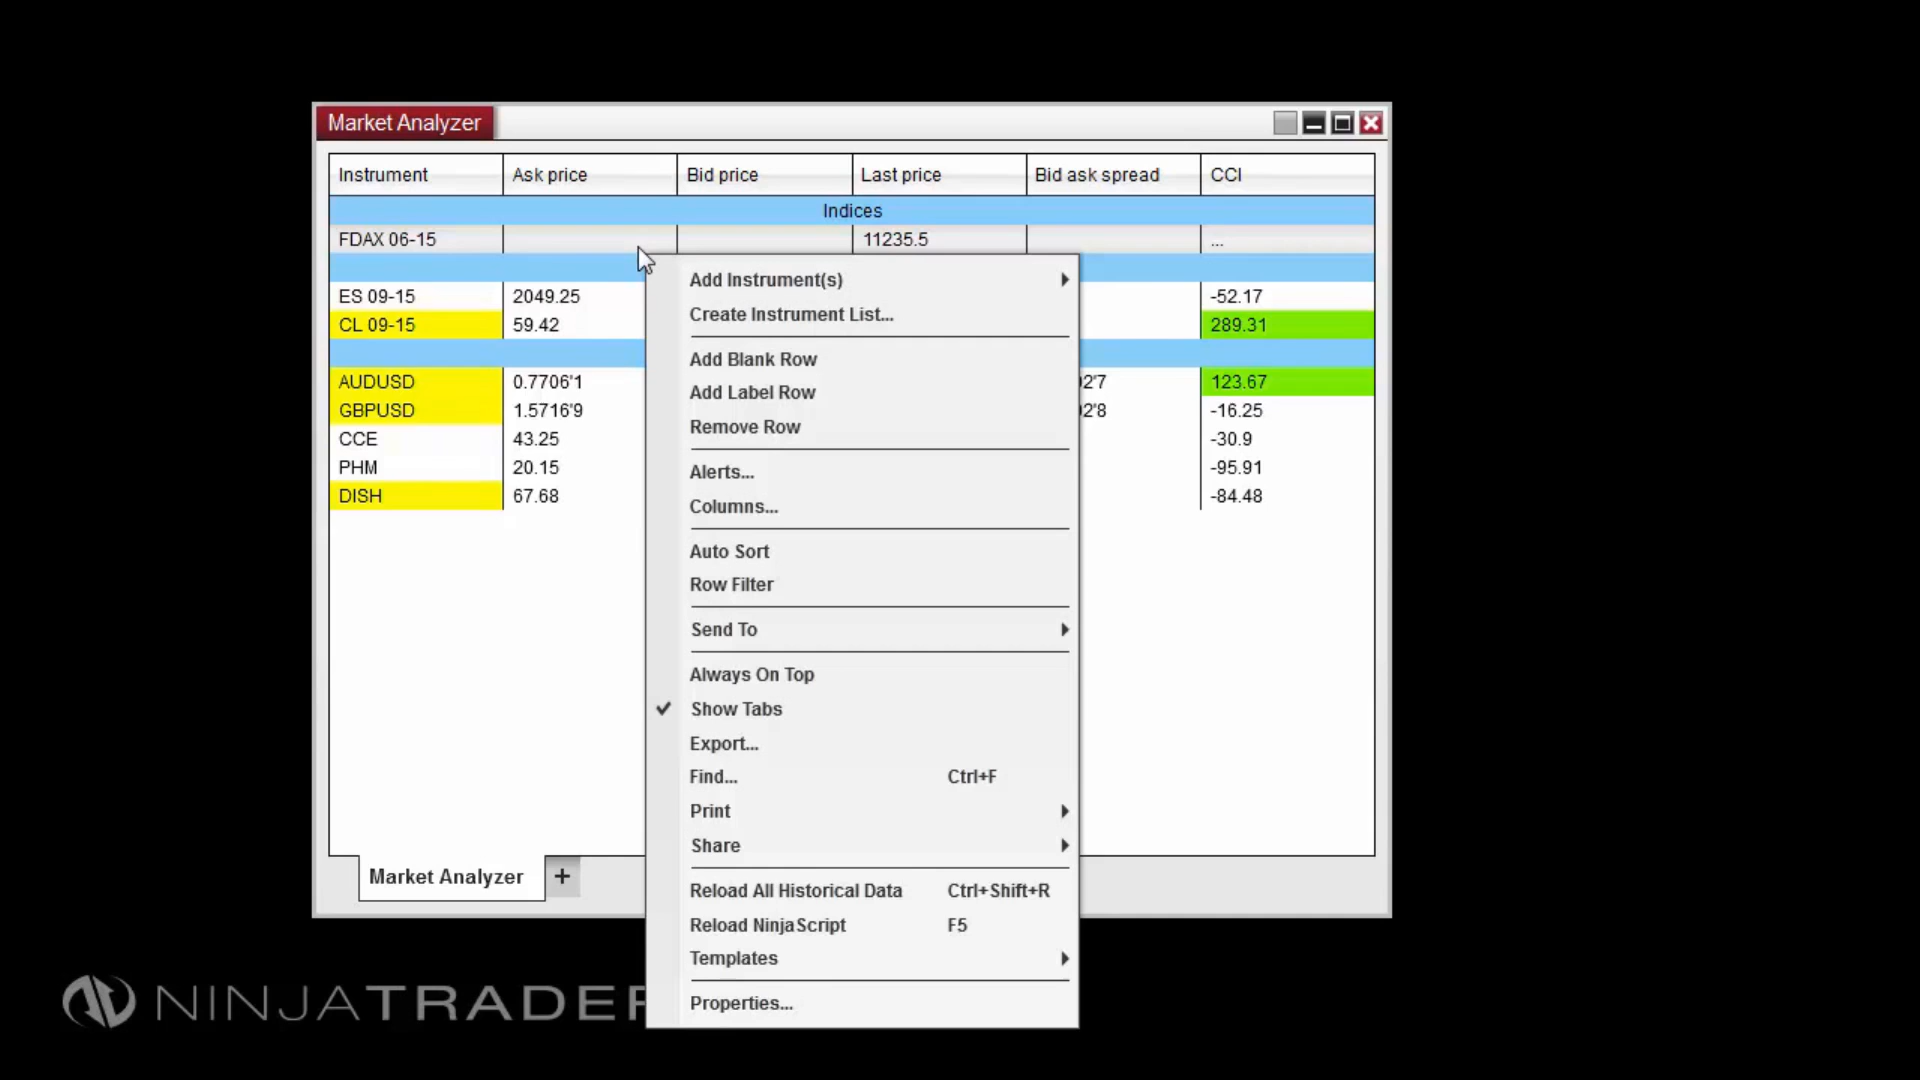 Market Analyzer
Instrument Ask price Bid price Last price Bid ask spread CCI
Indices
FDAX 06-15 11235.5 ...
ES 09-15 2049.25 -52.17
CL 09-15 59.42 289.31
AUDUSD 0.7706'1 2'7 123.67
GBPUSD 1.5716'9 2'8 -16.25
CCE 43.25 -30.9
PHM 20.15 -95.91
DISH 67.68 -84.48
Add Instrument(s)
Create Instrument List...
Add Blank Row
Add Label Row
Remove Row
Alerts...
Columns...
Auto Sort
Row Filter
Send To
Always On Top
Show Tabs
Export...
Find... Ctrl+F
Print
Share
Reload All Historical Data Ctrl+Shift+R
Reload NinjaScript F5
Templates
Properties...
Market Analyzer +
NINJATRADER